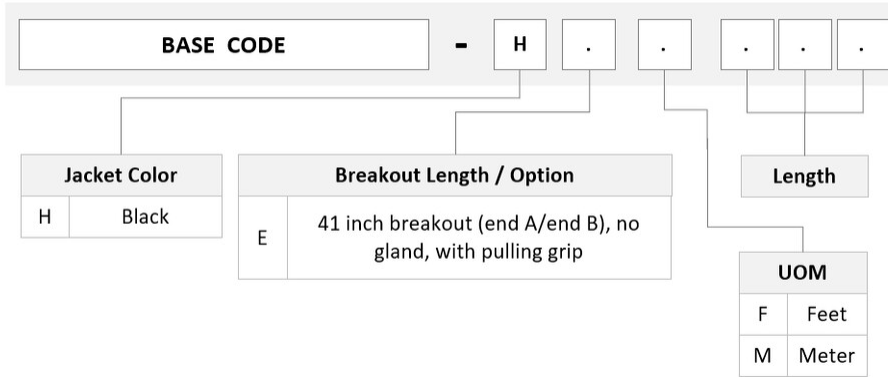 BASE CODE - H . . . . .
Jacket Color
H Black
Breakout Length / Option
E 41 inch breakout (end A/end B), no
gland, with pulling grip
Length
UOM
F Feet
M Meter